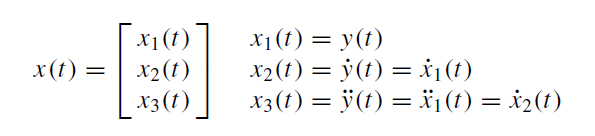 x(t) = [ x₁(t) x₂(t) x₃(t) ]
x₁(t) = y(t)
x₂(t) = ẏ(t) = ẋ₁(t)
x₃(t) = ÿ(t) = ẍ₁(t) = ẋ₂(t)